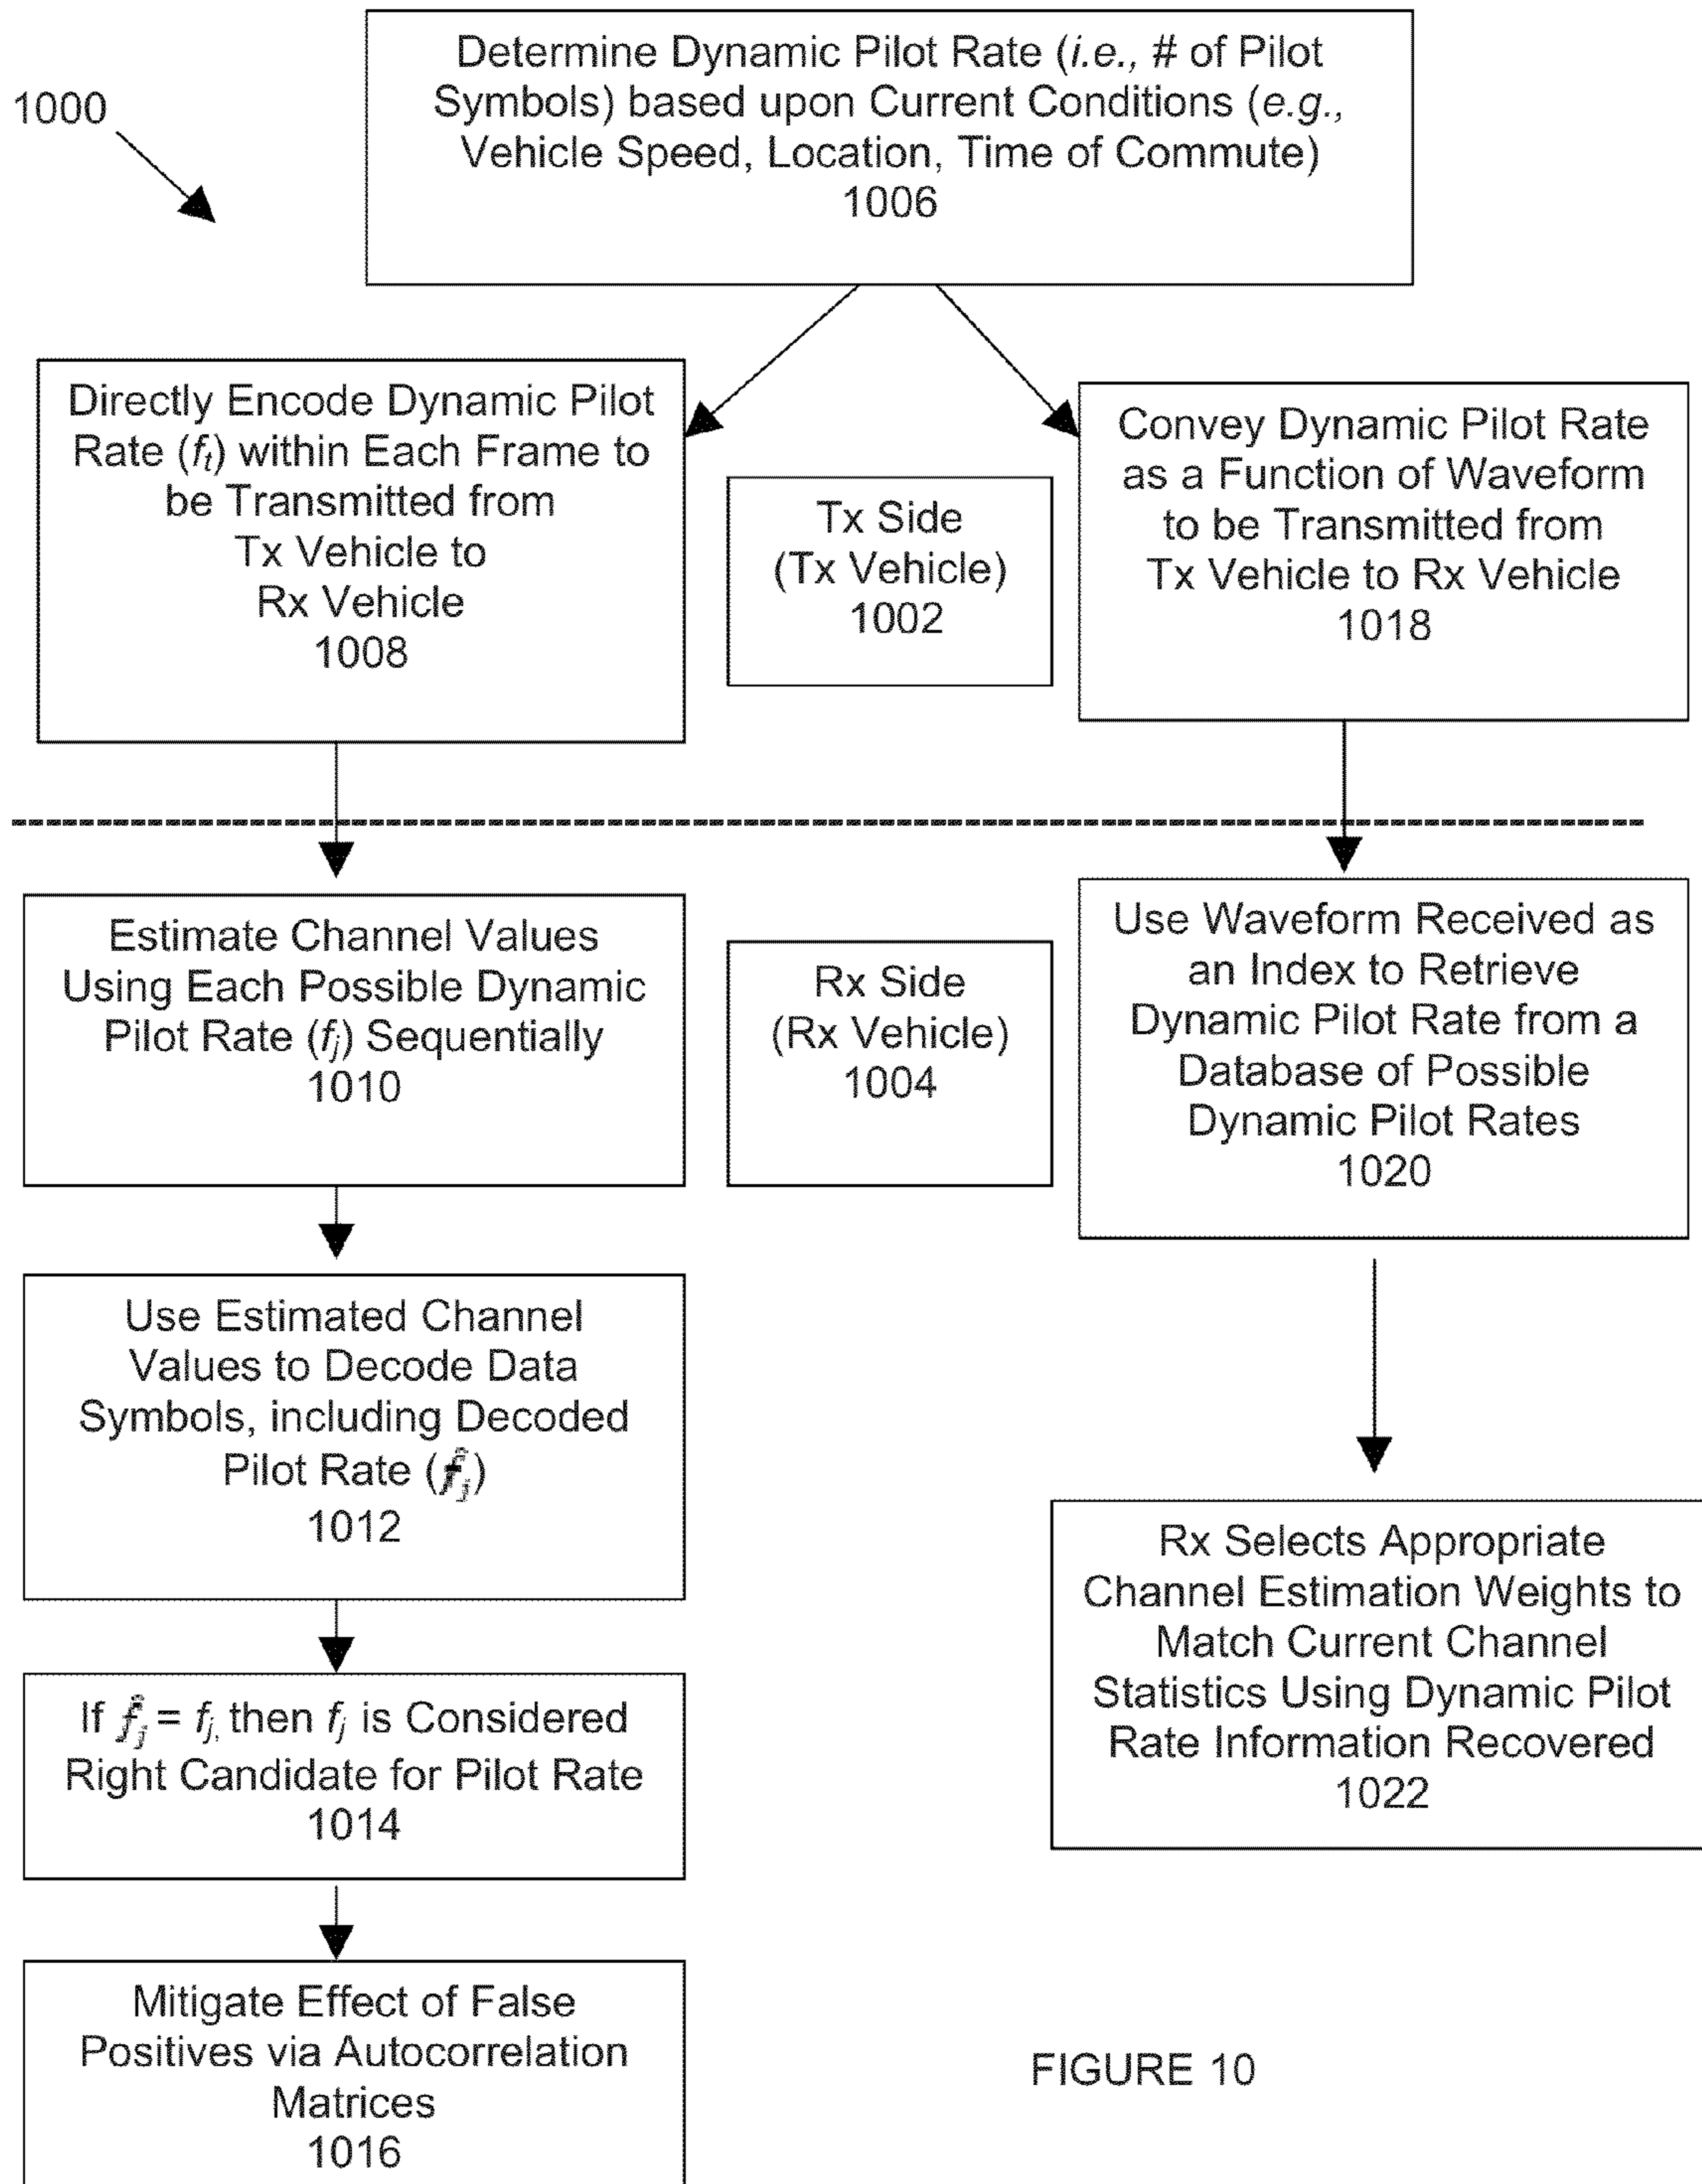 Determine Dynamic Pilot Rate (i.e., # of Pilot
Symbols) based upon Current Conditions (e.g.,
Vehicle Speed, Location, Time of Commute)
1006
1000
Directly Encode Dynamic Pilot
Rate (fₜ) within Each Frame to
be Transmitted from
Tx Vehicle to
Rx Vehicle
1008
Tx Side
(Tx Vehicle)
1002
Convey Dynamic Pilot Rate
as a Function of Waveform
to be Transmitted from
Tx Vehicle to Rx Vehicle
1018
Estimate Channel Values
Using Each Possible Dynamic
Pilot Rate (fⱼ) Sequentially
1010
Rx Side
(Rx Vehicle)
1004
Use Waveform Received as
an Index to Retrieve
Dynamic Pilot Rate from a
Database of Possible
Dynamic Pilot Rates
1020
Use Estimated Channel
Values to Decode Data
Symbols, including Decoded
Pilot Rate (f̂ⱼ)
1012
If f̂ⱼ = fⱼ, then fⱼ is Considered
Right Candidate for Pilot Rate
1014
Rx Selects Appropriate
Channel Estimation Weights to
Match Current Channel
Statistics Using Dynamic Pilot
Rate Information Recovered
1022
Mitigate Effect of False
Positives via Autocorrelation
Matrices
1016
FIGURE 10